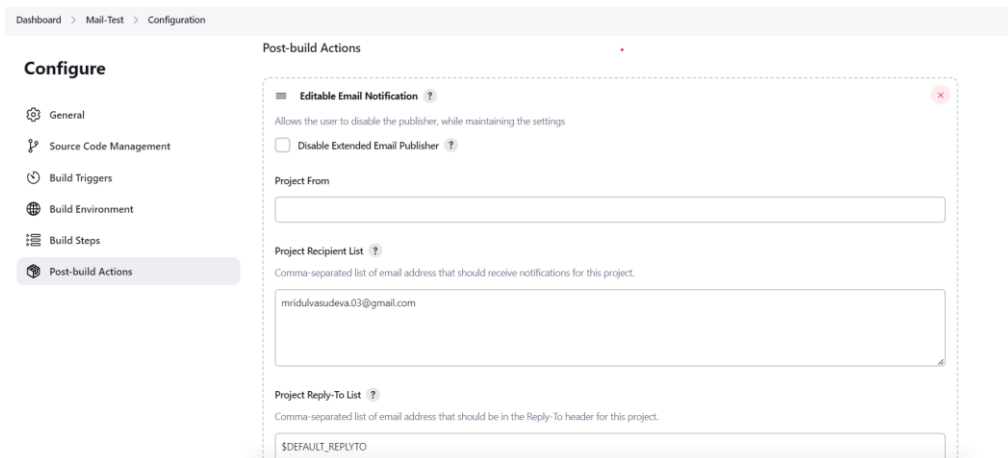 Dashboard > Mail-Test > Configuration
Configure
General
Source Code Management
Build Triggers
Build Environment
Build Steps
Post-build Actions
Post-build Actions
Editable Email Notification ?
Allows the user to disable the publisher, while maintaining the settings
Disable Extended Email Publisher ?
Project From
Project Recipient List ?
Comma-separated list of email address that should receive notifications for this project.
mridulvasudeva.03@gmail.com
Project Reply-To List ?
Comma-separated list of email address that should be in the Reply-To header for this project.
$DEFAULT_REPLYTO